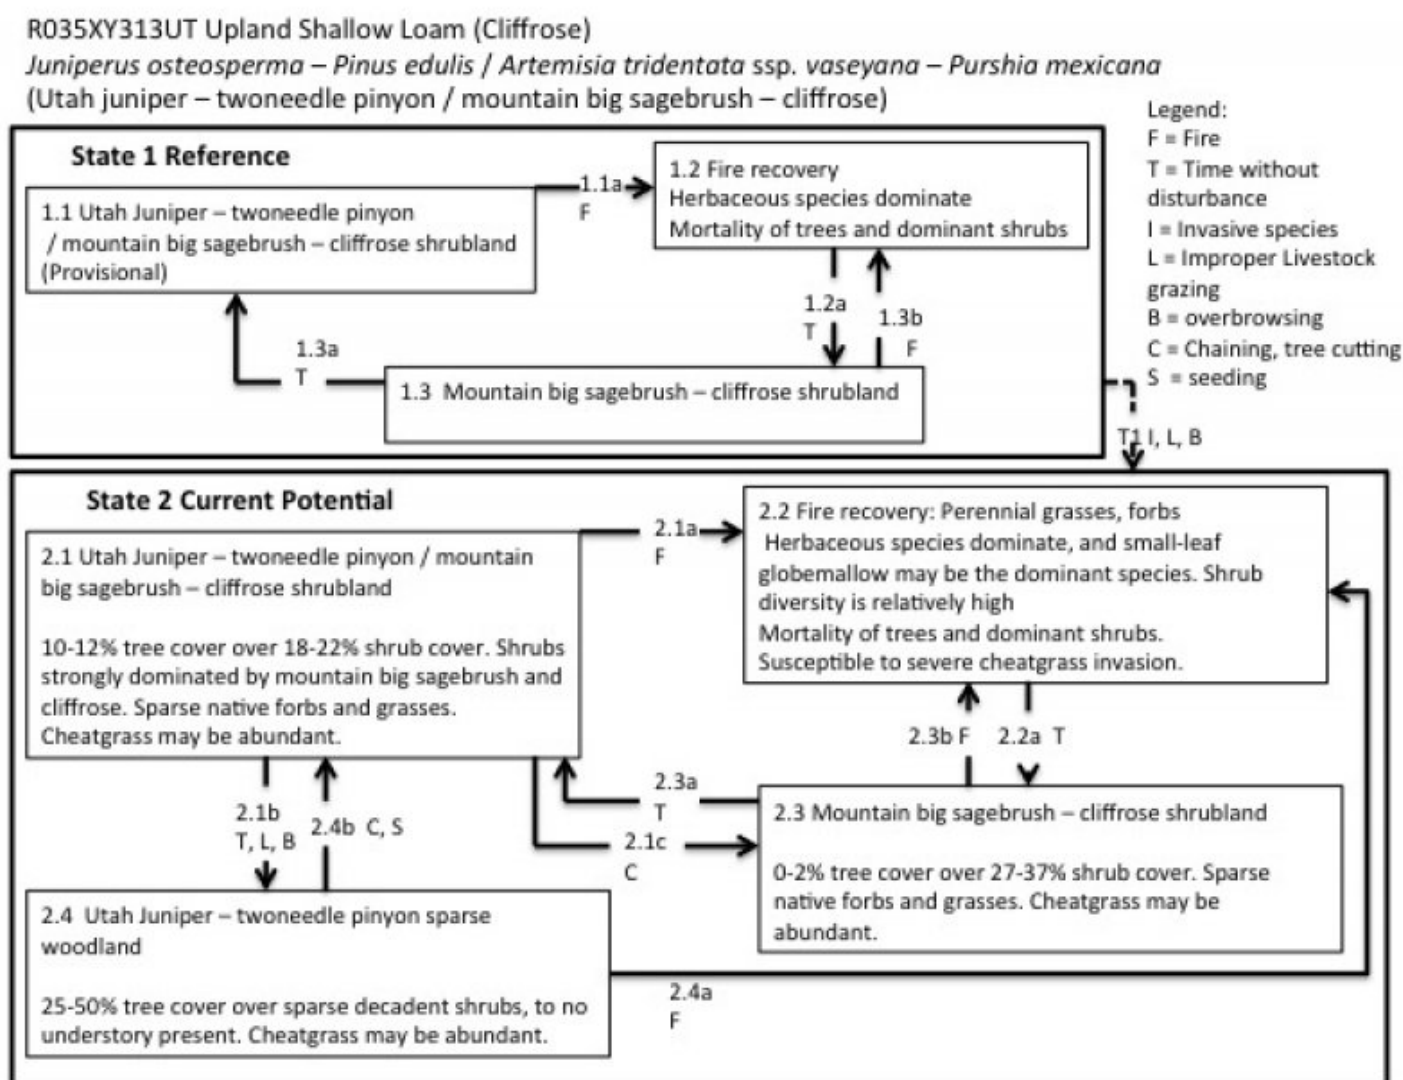 R035XY313UT Upland Shallow Loam (Cliffrose)
Juniperus osteosperma – Pinus edulis / Artemisia tridentata ssp. vaseyana – Purshia mexicana
(Utah juniper – twoneedle pinyon / mountain big sagebrush – cliffrose)
Legend:
F = Fire
T = Time without
disturbance
I = Invasive species
L = Improper Livestock
grazing
B = overbrowsing
C = Chaining, tree cutting
S = seeding
State 1 Reference
1.1 Utah Juniper – twoneedle pinyon
/ mountain big sagebrush – cliffrose shrubland
(Provisional)
1.1a
F
1.2 Fire recovery
Herbaceous species dominate
Mortality of trees and dominant shrubs
1.2a
T
1.3b
F
1.3a
T
1.3 Mountain big sagebrush – cliffrose shrubland
T1 I, L, B
State 2 Current Potential
2.1 Utah Juniper – twoneedle pinyon / mountain
big sagebrush – cliffrose shrubland
10-12% tree cover over 18-22% shrub cover. Shrubs
strongly dominated by mountain big sagebrush and
cliffrose. Sparse native forbs and grasses.
Cheatgrass may be abundant.
2.1a
F
2.2 Fire recovery: Perennial grasses, forbs
Herbaceous species dominate, and small-leaf
globemallow may be the dominant species. Shrub
diversity is relatively high
Mortality of trees and dominant shrubs.
Susceptible to severe cheatgrass invasion.
2.3b F
2.2a T
2.3a
T
2.1c
C
2.1b
T, L, B
2.4b C, S
2.3 Mountain big sagebrush – cliffrose shrubland
0-2% tree cover over 27-37% shrub cover. Sparse
native forbs and grasses. Cheatgrass may be
abundant.
2.4 Utah Juniper – twoneedle pinyon sparse
woodland
25-50% tree cover over sparse decadent shrubs, to no
understory present. Cheatgrass may be abundant.
2.4a
F